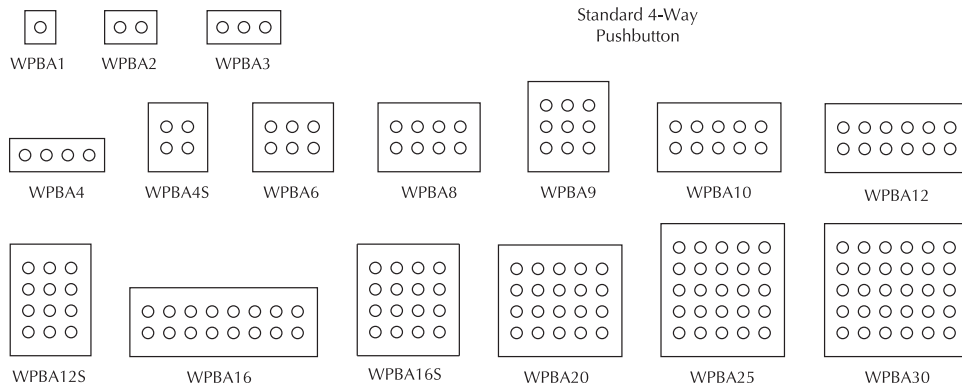 Standard 4-Way
Pushbutton
WPBA1
WPBA2
WPBA3
WPBA4
WPBA4S
WPBA6
WPBA8
WPBA9
WPBA10
WPBA12
WPBA12S
WPBA16
WPBA16S
WPBA20
WPBA25
WPBA30